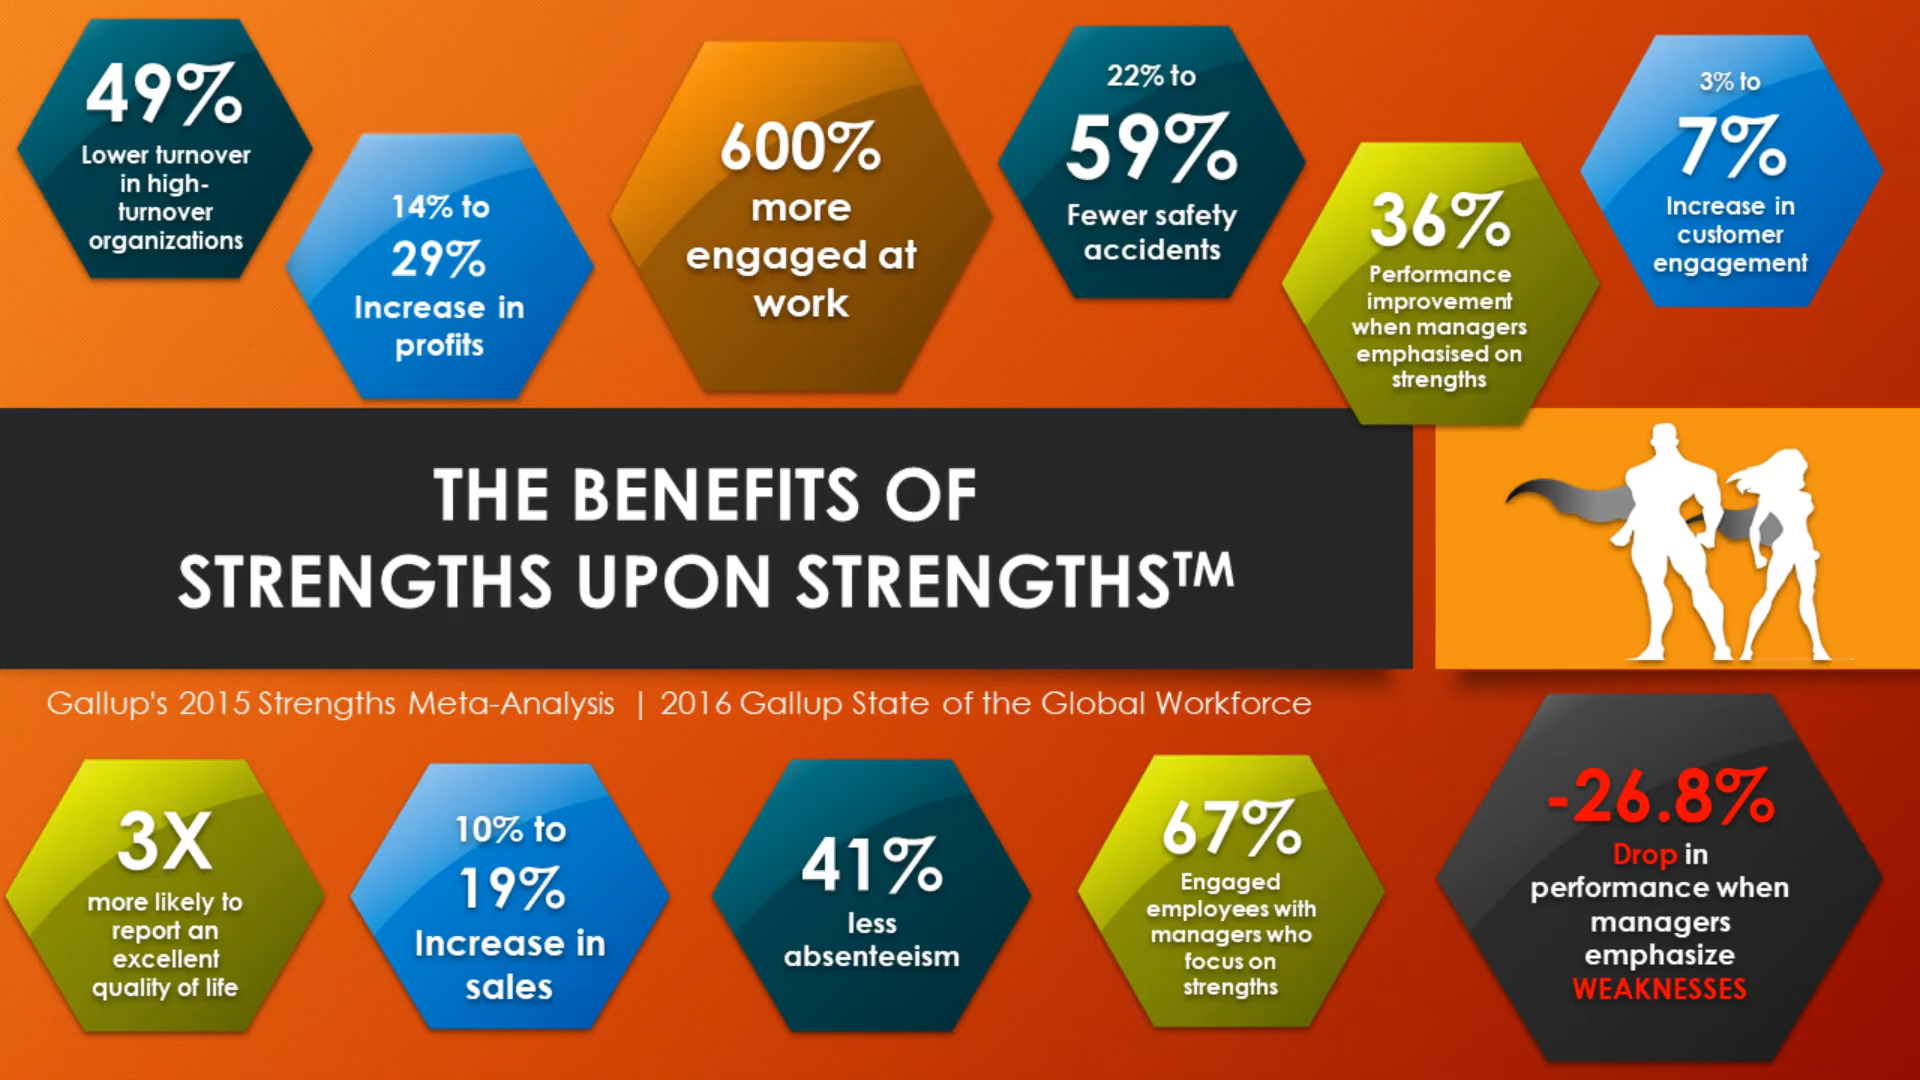 49%
Lower turnover
in high-
turnover
organizations
14% to
29%
Increase in
profits
600%
more
engaged at
work
22% to
59%
Fewer safety
accidents
36%
Performance
improvement
when managers
emphasised on
strengths
3% to
7%
Increase in
customer
engagement
THE BENEFITS OF
STRENGTHS UPON STRENGTHS™
Gallup's 2015 Strengths Meta-Analysis | 2016 Gallup State of the Global Workforce
3X
more likely to
report an
excellent
quality of life
10% to
19%
Increase in
sales
41%
less
absenteeism
67%
Engaged
employees with
managers who
focus on
strengths
-26.8%
Drop in
performance when
managers
emphasize
WEAKNESSES